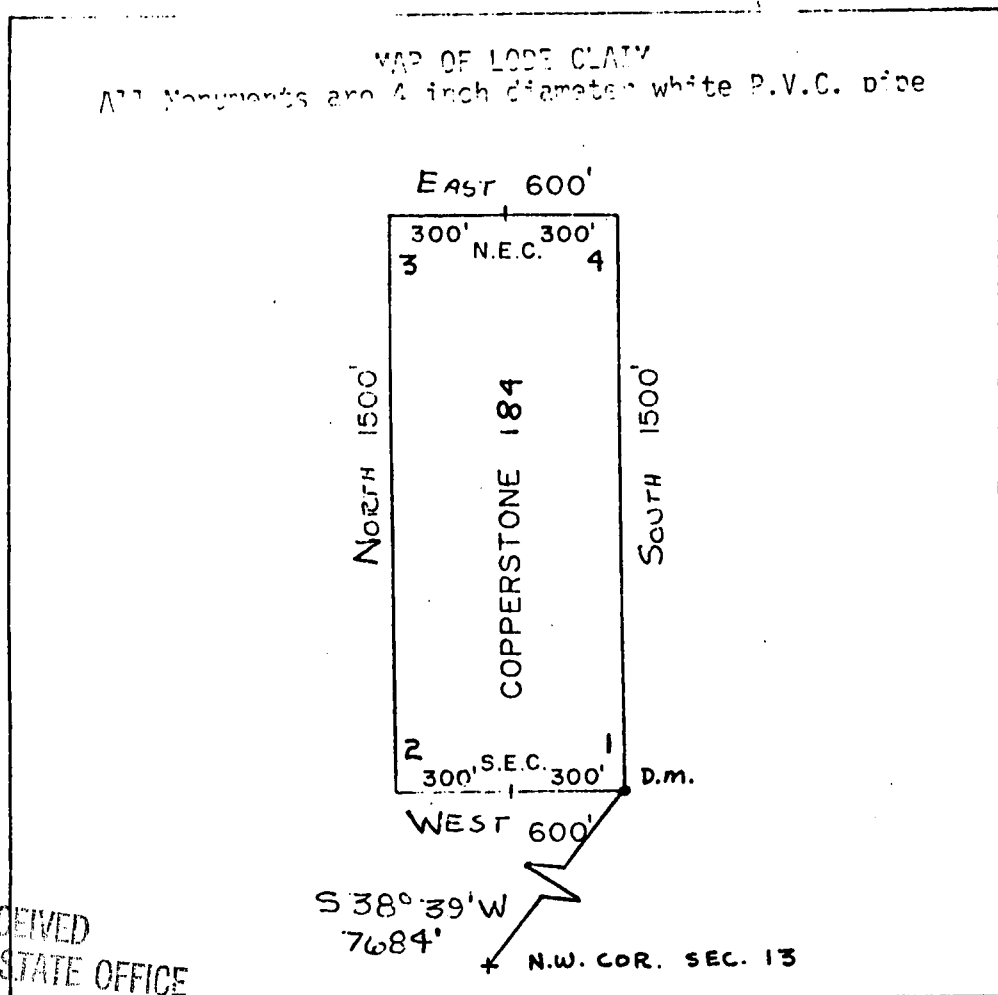 MAP OF LODE CLAIM
All Monuments are 4 inch diameter white P.V.C. pipe
EAST 600'
300' 300'
N.E.C.
3 4
NORTH 1500'
COPPERSTONE 184
SOUTH 1500'
2 1
S.E.C.
300' 300'
D.M.
WEST 600'
S 38° 39' W
7684'
N.W. COR. SEC. 13
CEIVED
STATE OFFICE